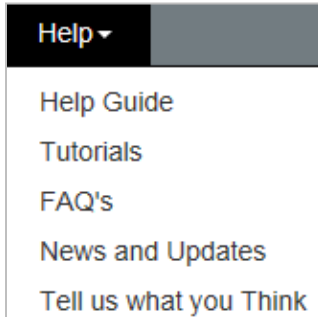 Help
Help Guide
Tutorials
FAQ's
News and Updates
Tell us what you Think